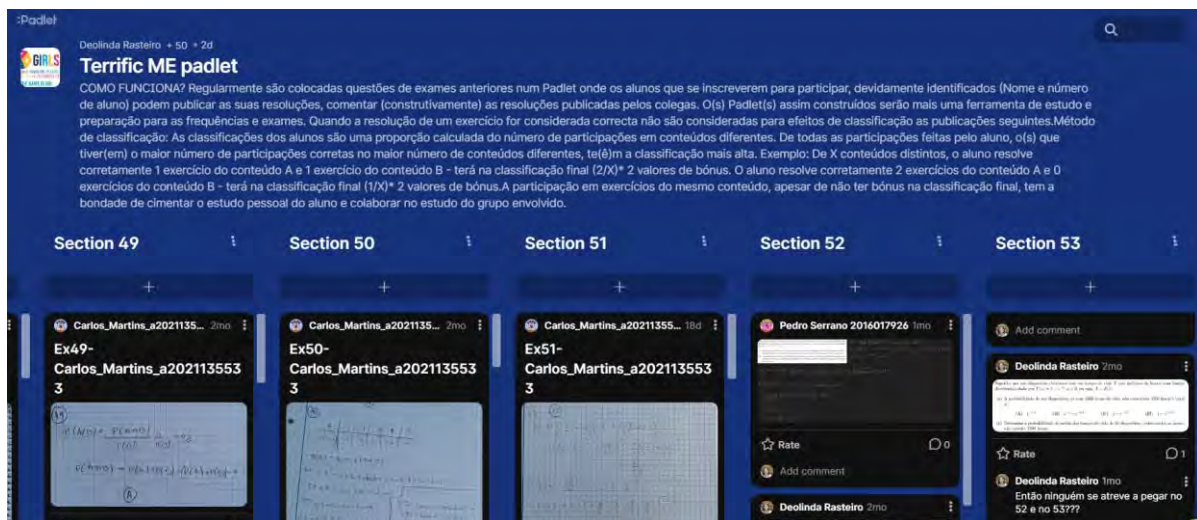 :Padlet
Deolinda Rasteiro + 50 • 2d
GIRLS
Terrific ME padlet
COMO FUNCIONA? Regularmente são colocadas questões de exames anteriores num Padlet onde os alunos que se inscreverem para participar, devidamente identificados (Nome e número
de aluno) podem publicar as suas resoluções, comentar (construtivamente) as resoluções publicadas pelos colegas. O(s) Padlet(s) assim construídos serão mais uma ferramenta de estudo e
preparação para as frequências e exames. Quando a resolução de um exercício for considerada correcta não são consideradas para efeitos de classificação as publicações seguintes.Método
de classificação: As classificações dos alunos são uma proporção calculada do número de participações em conteúdos diferentes. De todas as participações feitas pelo aluno, o(s) que
tiver(em) o maior número de participações corretas no maior número de conteúdos diferentes, te(ê)m a classificação mais alta. Exemplo: De X conteúdos distintos, o aluno resolve
corretamente 1 exercício do conteúdo A e 1 exercício do conteúdo B - terá na classificação final (2/X)* 2 valores de bónus. O aluno resolve corretamente 2 exercícios do conteúdo A e 0
exercícios do conteúdo B - terá na classificação final (1/X)* 2 valores de bónus.A participação em exercícios do mesmo conteúdo, apesar de não ter bónus na classificação final, tem a
bondade de cimentar o estudo pessoal do aluno e colaborar no estudo do grupo envolvido.
Section 49
Section 50
Section 51
Section 52
Section 53
Carlos_Martins_a2021135... 2mo
Ex49-
Carlos_Martins_a202113555
3
Carlos_Martins_a2021135... 2mo
Ex50-
Carlos_Martins_a202113555
3
Carlos_Martins_a20211355... 18d
Ex51-
Carlos_Martins_a202113555
3
Pedro Serrano 2016017926 1mo
Rate 0
Add comment
Deolinda Rasteiro 2mo
Add comment
Deolinda Rasteiro 2mo
Rate 1
Deolinda Rasteiro 1mo
Então ninguém se atreve a pegar no
52 e no 53???